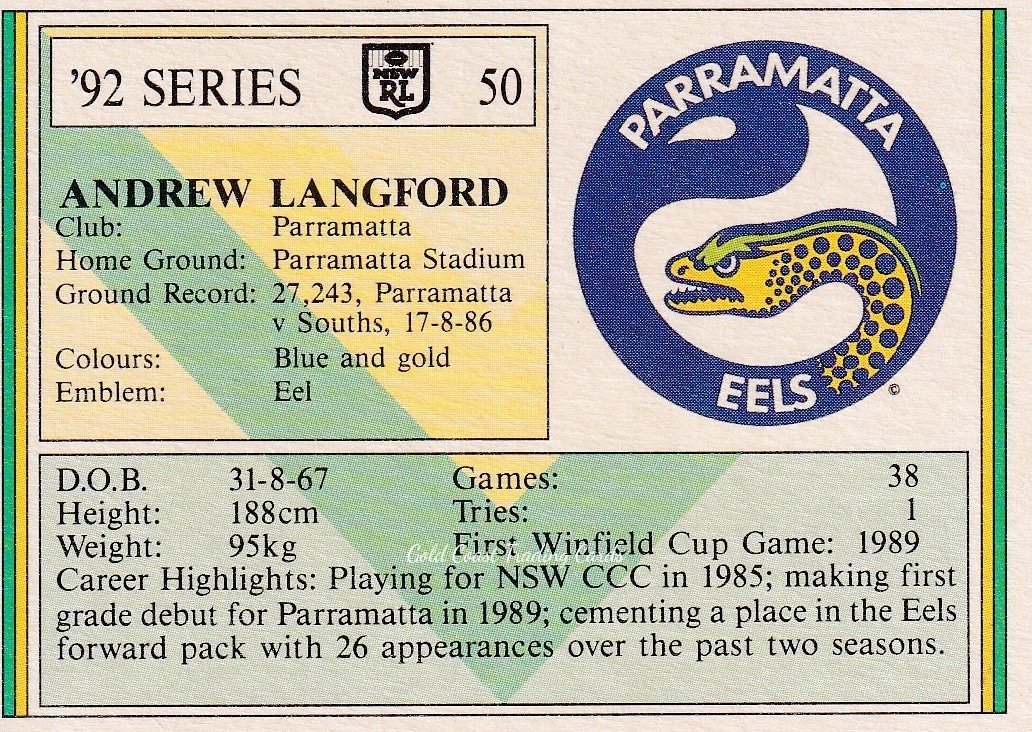 '92 SERIES NSW RL 50
ANDREW LANGFORD
Club: Parramatta
Home Ground: Parramatta Stadium
Ground Record: 27,243, Parramatta
v Souths, 17-8-86
Colours: Blue and gold
Emblem: Eel
PARRAMATTA
EELS
©
D.O.B. 31-8-67 Games: 38
Height: 188cm Tries: 1
Weight: 95kg First Winfield Cup Game: 1989
Gold Coast Trading Cards
Career Highlights: Playing for NSW CCC in 1985; making first
grade debut for Parramatta in 1989; cementing a place in the Eels
forward pack with 26 appearances over the past two seasons.